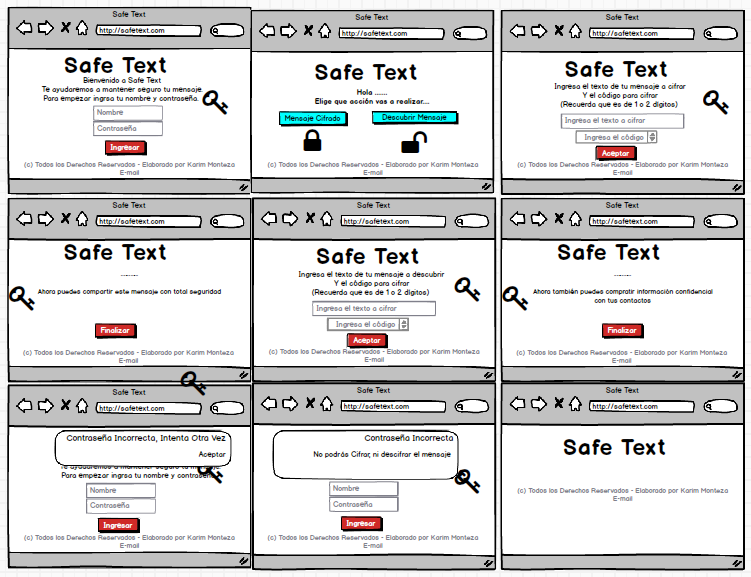 Safe Text
http://safetext.com
Safe Text
Bienvenido a Safe Text
Te ayudaremos a mantener seguro tu mensaje.
Para empezar ingrsa tu nombre y contraseña.
Nombre
Contraseña
Ingresar
(c) Todos los Derechos Reservados - Elaborado por Karim Monteza
E-mail
Safe Text
http://safetext.com
Safe Text
Hola ......
Elige que acción vas a realizar...
Mensaje Cifrado
Descubrir Mensaje
(c) Todos los Derechos Reservados - Elaborado por Karim Monteza
E-mail
Safe Text
http://safetext.com
Safe Text
Ingresa el texto de tu mensaje a cifrar
Y el código para cifrar
(Recuerda que es de 1 o 2 digitos)
Ingresa el texto a cifrar
Ingresa el código
Aceptar
(c) Todos los Derechos Reservados - Elaborado por Karim Monteza
E-mail
Safe Text
http://safetext.com
Safe Text
........
Ahora puedes compartir este mensaje con total seguridad
Finalizar
(c) Todos los Derechos Reservados - Elaborado por Karim Monteza
E-mail
Safe Text
http://safetext.com
Safe Text
Ingresa el texto de tu mensaje a descubrir
Y el código para cifrar
(Recuerda que es de 1 o 2 digitos)
Ingresa el texto a cifrar
Ingresa el código
Aceptar
(c) Todos los Derechos Reservados - Elaborado por Karim Monteza
E-mail
Safe Text
http://safetext.com
Safe Text
........
Ahora también puedes compratir información confidencial
con tus contactos
Finalizar
(c) Todos los Derechos Reservados - Elaborado por Karim Monteza
E-mail
Safe Text
http://safetext.com
Contraseña Incorrecta, Intenta Otra Vez
Aceptar
Te ayudaremos a mantener seguro tu mensaje.
Para empezar ingrsa tu nombre y contraseña.
Nombre
Contraseña
Ingresar
(c) Todos los Derechos Reservados - Elaborado por Karim Monteza
E-mail
Safe Text
http://safetext.com
Contraseña Incorrecta
No podrás Cifrar, ni descifrar el mensaje
Nombre
Contraseña
Ingresar
(c) Todos los Derechos Reservados - Elaborado por Karim Monteza
E-mail
Safe Text
http://safetext.com
Safe Text
(c) Todos los Derechos Reservados - Elaborado por Karim Monteza
E-mail